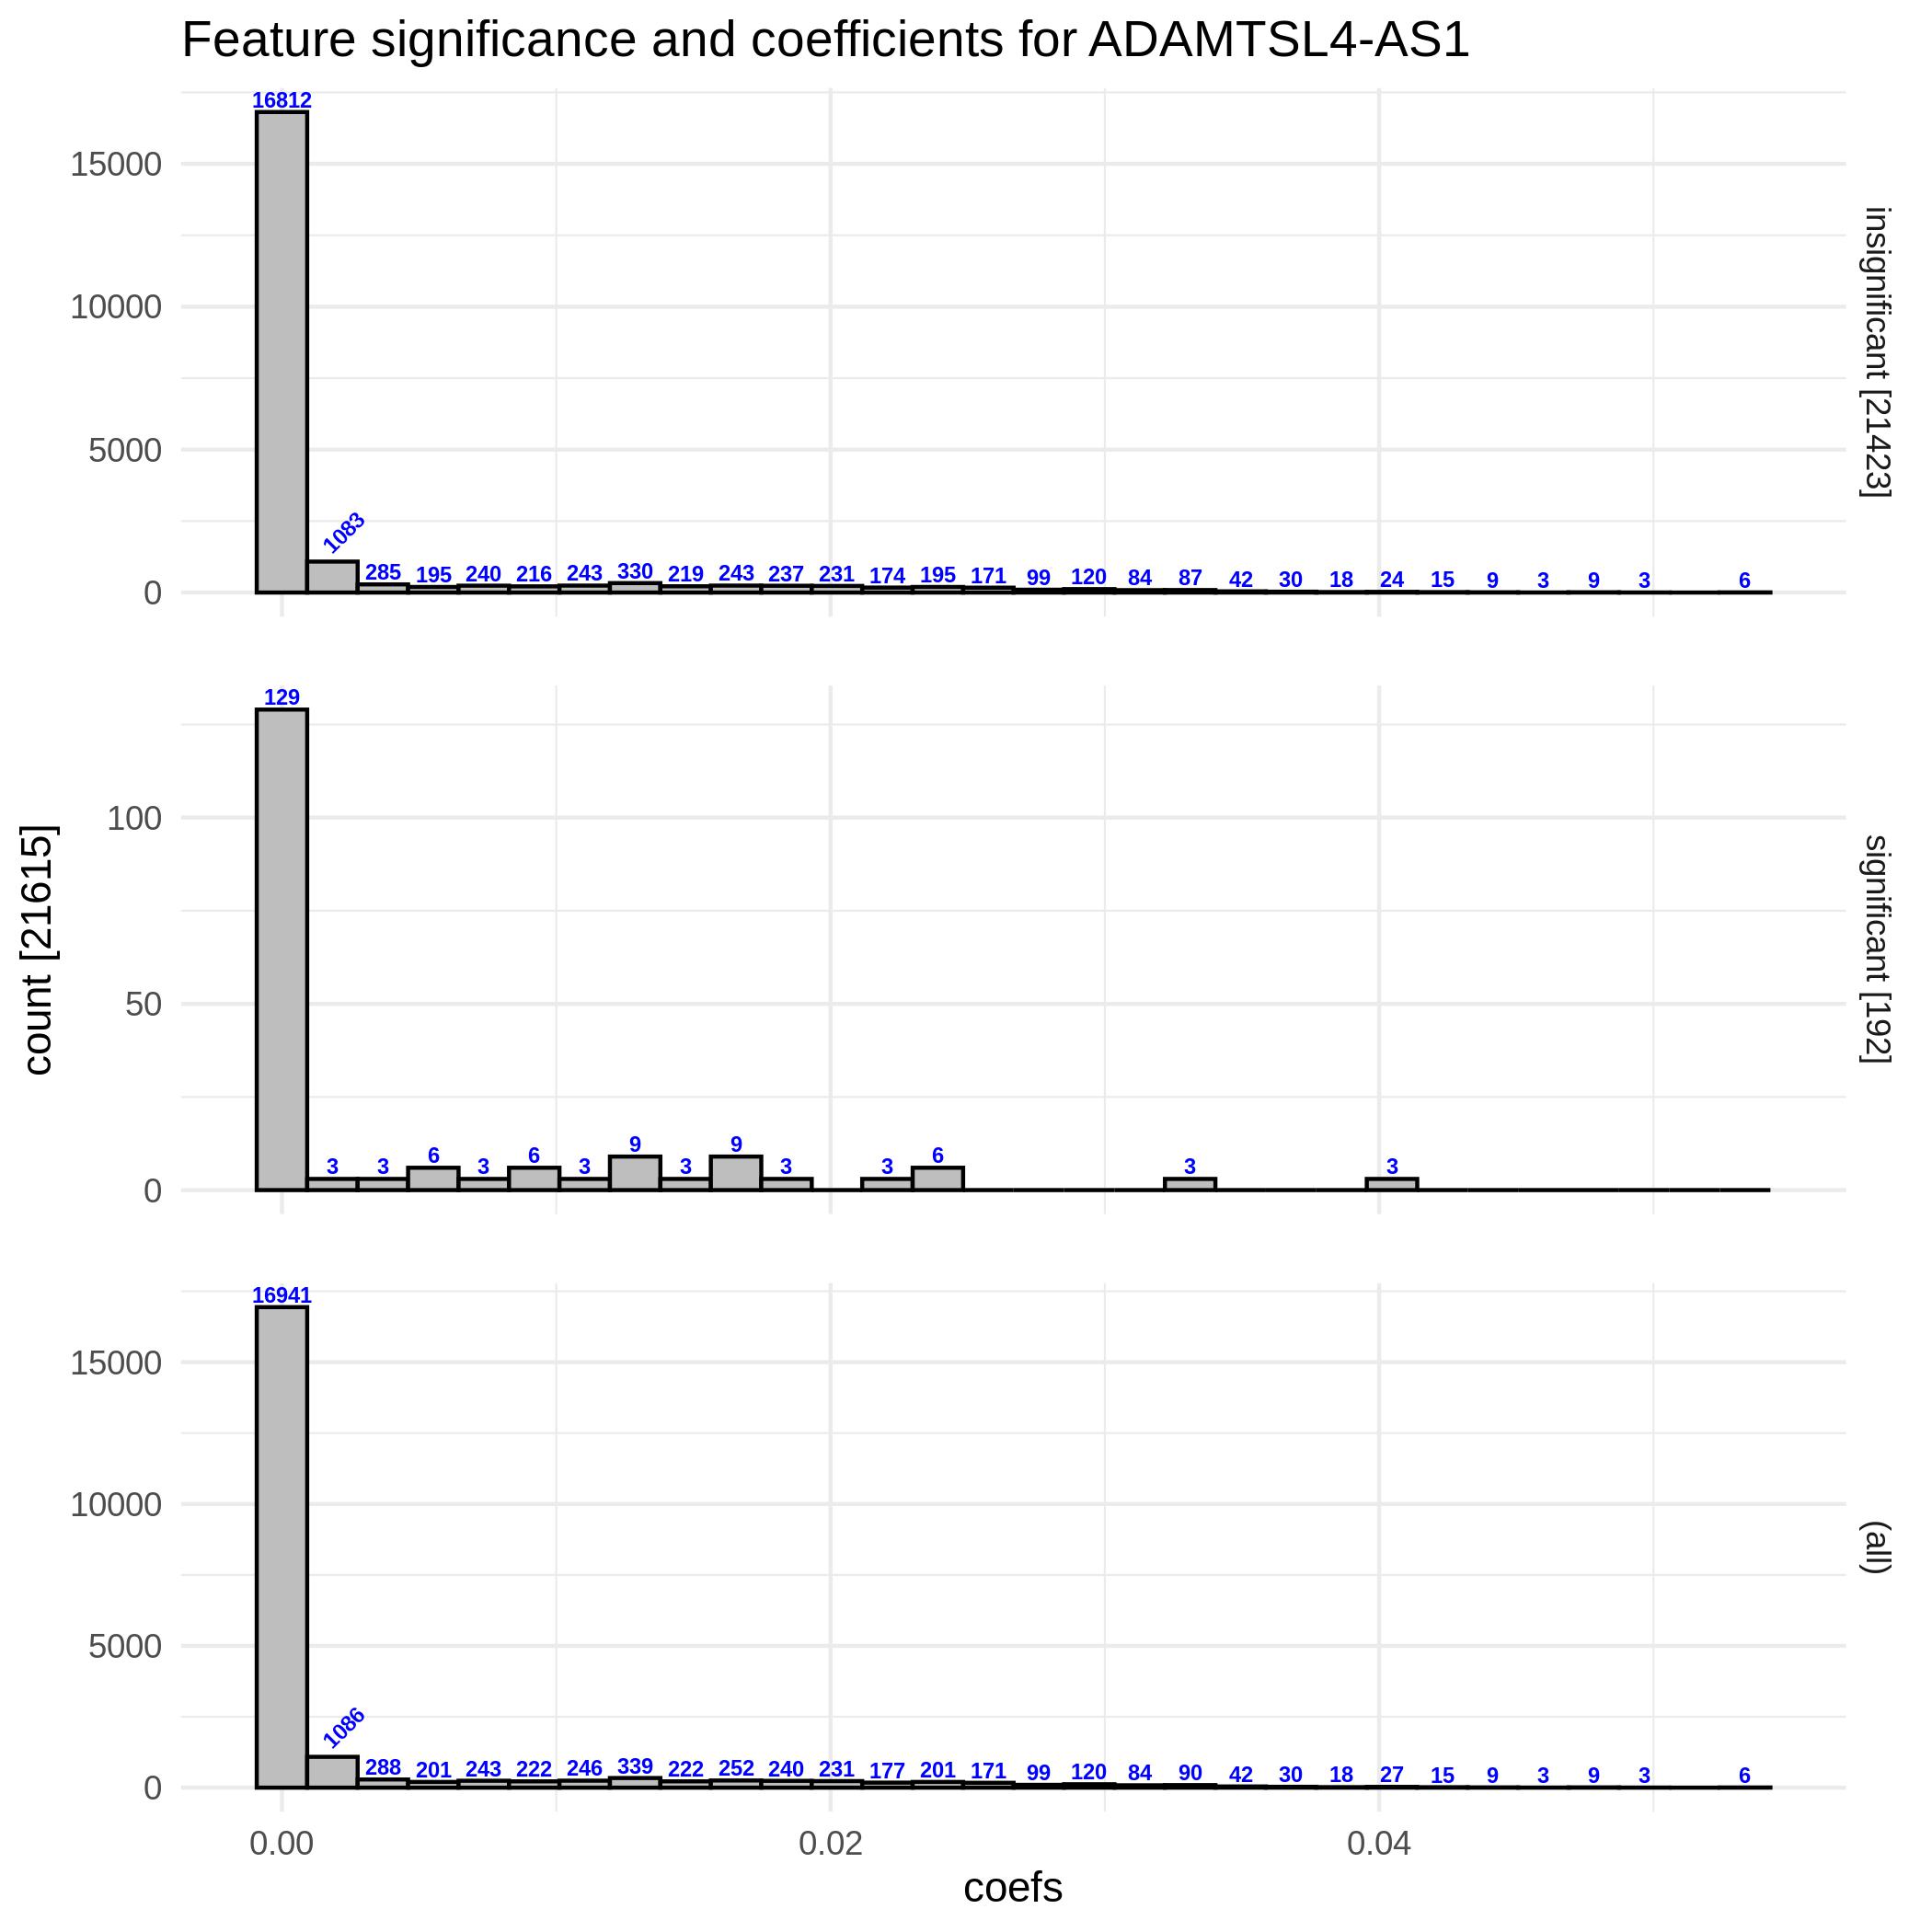 Feature significance and coefficients for ADAMTSL4-AS1
count [21615]
16812
15000
10000
5000
0
1083
285 195 240 216 243 330 219 243 237 231 174 195 171 99 120 84 87 42 30 18 24 15 9 3 9 3 6
insignificant [21423]
129
100
50
0
3 3 6 3 6 3 9 3 9 3 3 6 3 3
significant [192]
16941
15000
10000
5000
0
1086
288 201 243 222 246 339 222 252 240 231 177 201 171 99 120 84 90 42 30 18 27 15 9 3 9 3 6
(all)
0.00 0.02 0.04
coefs